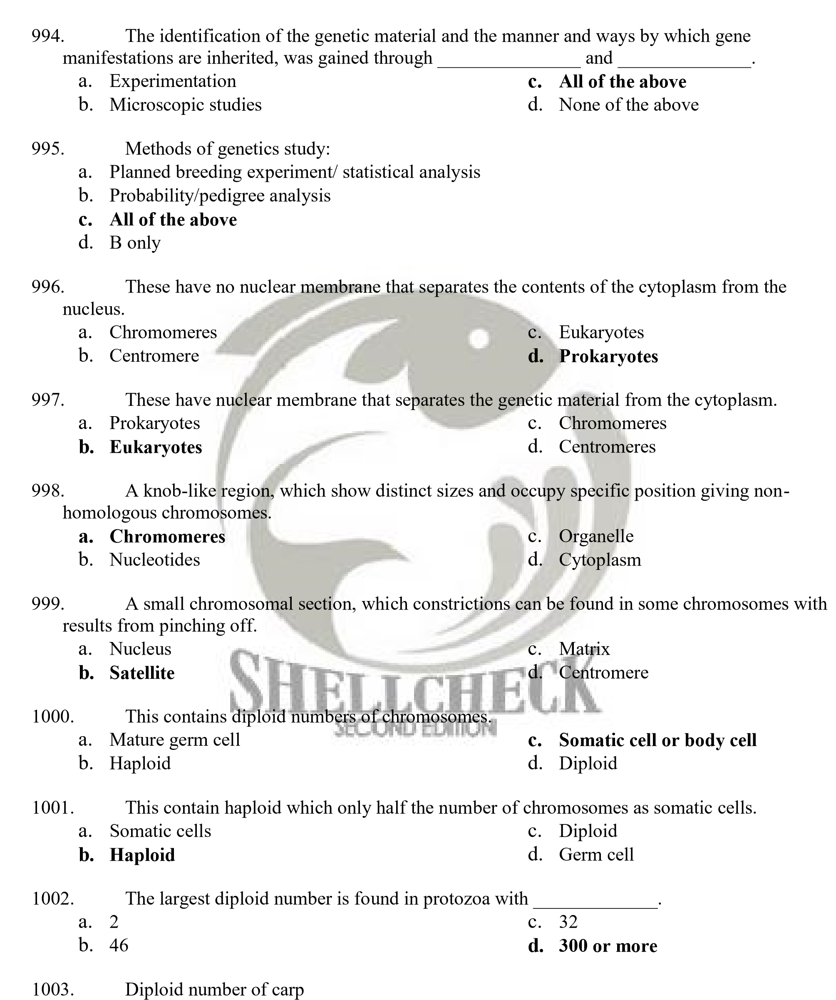 994. The identification of the genetic material and the manner and ways by which gene
manifestations are inherited, was gained through _______________ and ______________.
a. Experimentation
b. Microscopic studies
c. All of the above
d. None of the above
995. Methods of genetics study:
a. Planned breeding experiment/ statistical analysis
b. Probability/pedigree analysis
c. All of the above
d. B only
996. These have no nuclear membrane that separates the contents of the cytoplasm from the
nucleus.
a. Chromomeres
b. Centromere
c. Eukaryotes
d. Prokaryotes
997. These have nuclear membrane that separates the genetic material from the cytoplasm.
a. Prokaryotes
b. Eukaryotes
c. Chromomeres
d. Centromeres
998. A knob-like region, which show distinct sizes and occupy specific position giving non-
homologous chromosomes.
a. Chromomeres
b. Nucleotides
c. Organelle
d. Cytoplasm
999. A small chromosomal section, which constrictions can be found in some chromosomes with
results from pinching off.
a. Nucleus
b. Satellite
c. Matrix
d. Centromere
SHELLCHECK
SECOND EDITION
1000. This contains diploid numbers of chromosomes.
a. Mature germ cell
b. Haploid
c. Somatic cell or body cell
d. Diploid
1001. This contain haploid which only half the number of chromosomes as somatic cells.
a. Somatic cells
b. Haploid
c. Diploid
d. Germ cell
1002. The largest diploid number is found in protozoa with _____________.
a. 2
b. 46
c. 32
d. 300 or more
1003. Diploid number of carp